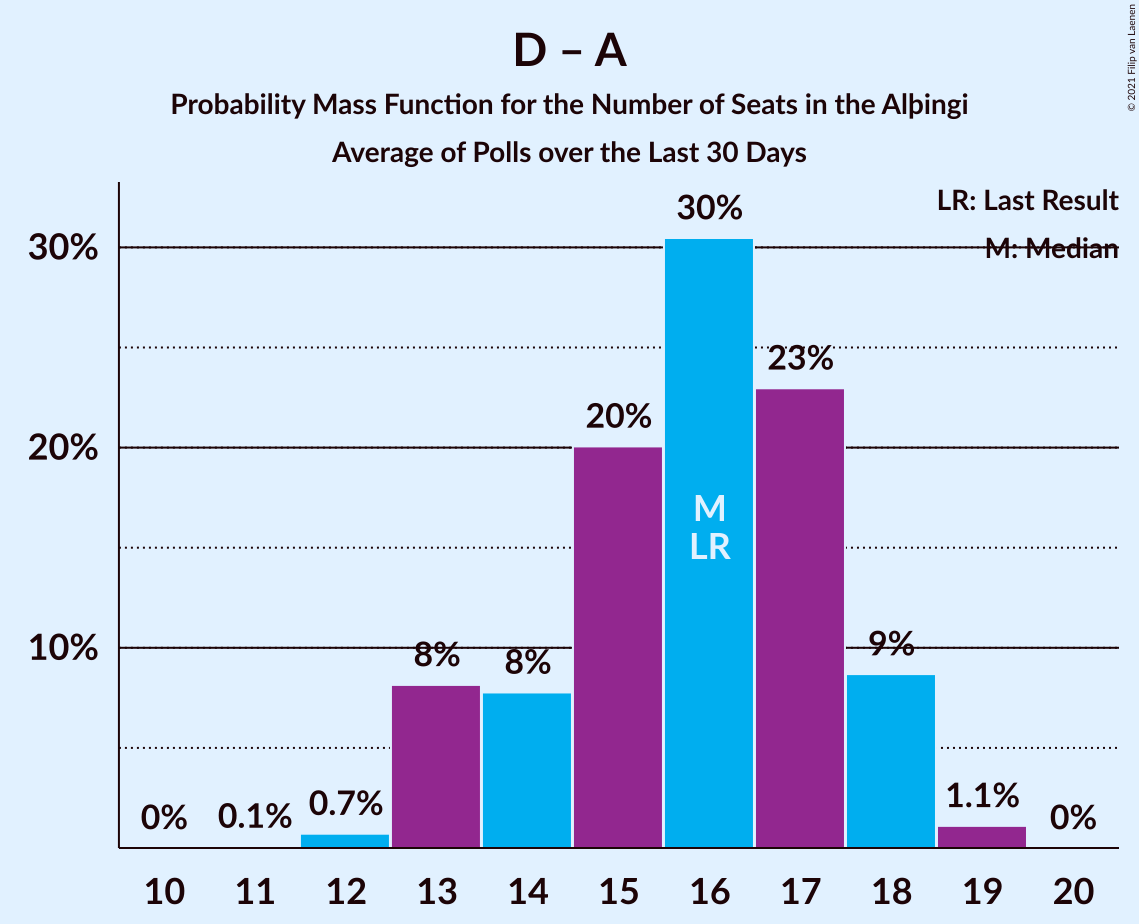 D – A
Probability Mass Function for the Number of Seats in the Alþingi
Average of Polls over the Last 30 Days
© 2021 Filip van Laenen
LR: Last Result
M: Median
30%
20%
10%
0%
0.1%
0.7%
8%
8%
20%
30%
23%
9%
1.1%
0%
M
LR
10 11 12 13 14 15 16 17 18 19 20